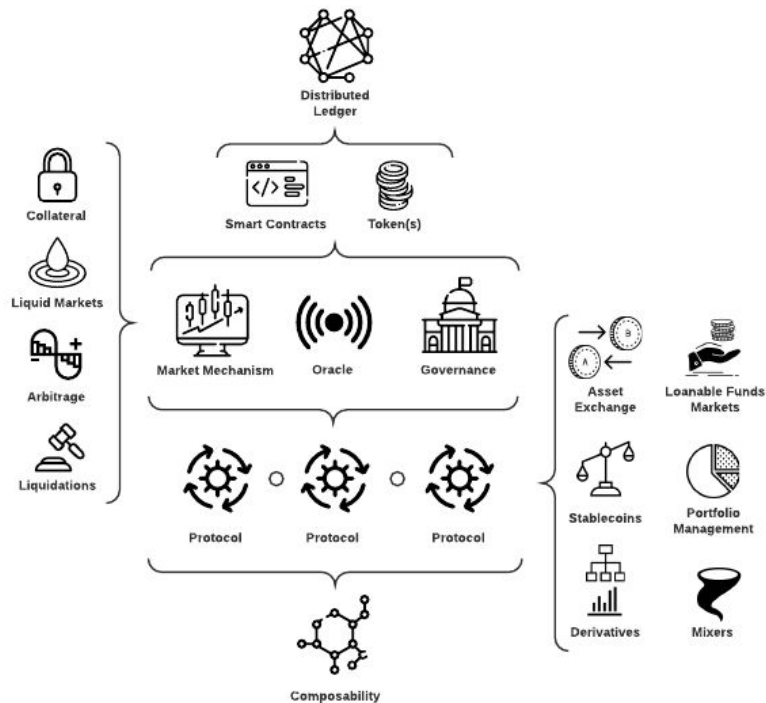 Distributed
Ledger
Smart Contracts
Token(s)
Collateral
Liquid Markets
Arbitrage
Liquidations
Market Mechanism
Oracle
Governance
Protocol
Protocol
Protocol
B
A
Asset
Exchange
Loanable Funds
Markets
Stablecoins
Portfolio
Management
Derivatives
Mixers
Composability